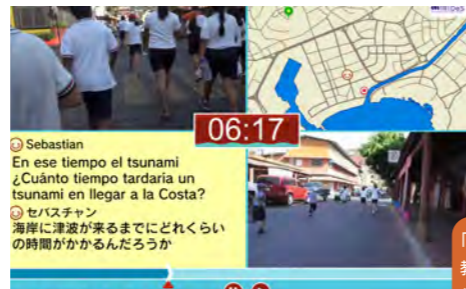 06:17
Sebastian
En ese tiempo el tsunami
¿Cuánto tiempo tardaria un
tsunami en llegar a la Costa?
セバスチャン
海岸に津波が来るまでにどれくらい
の時間がかかるんだろうか